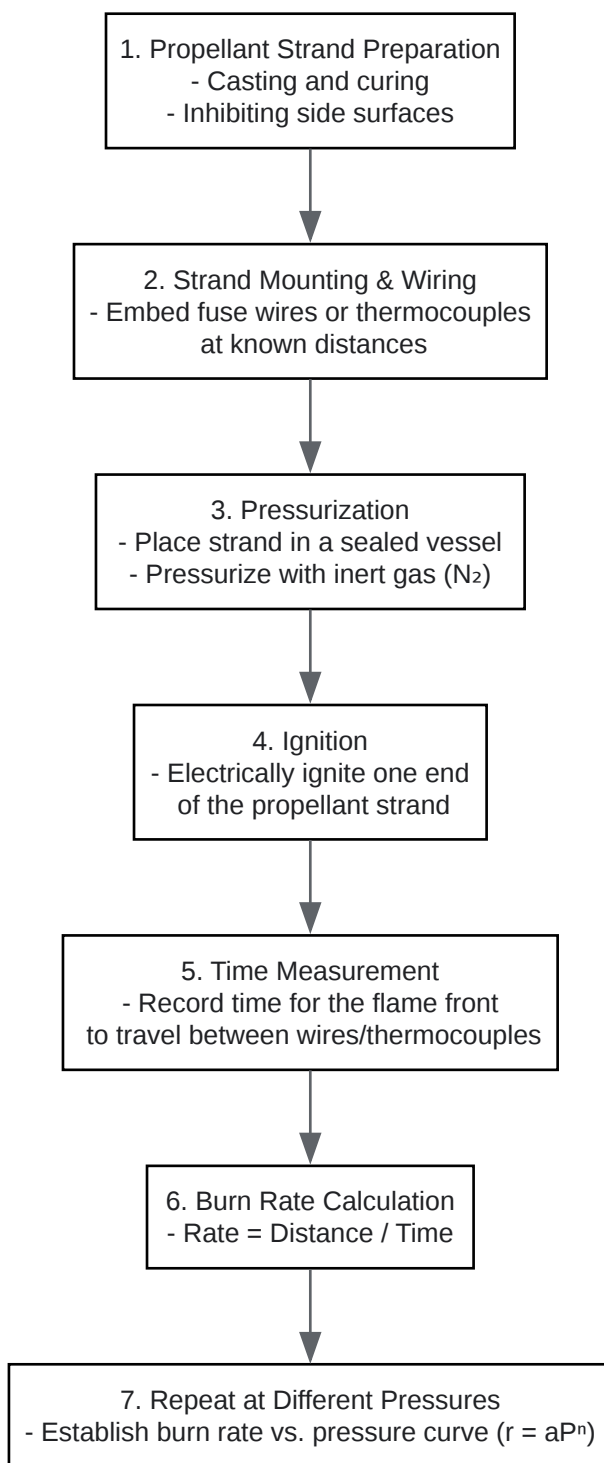 1. Propellant Strand Preparation
- Casting and curing
- Inhibiting side surfaces
2. Strand Mounting & Wiring
- Embed fuse wires or thermocouples
at known distances
3. Pressurization
- Place strand in a sealed vessel
- Pressurize with inert gas (N₂)
4. Ignition
- Electrically ignite one end
of the propellant strand
5. Time Measurement
- Record time for the flame front
to travel between wires/thermocouples
6. Burn Rate Calculation
- Rate = Distance / Time
7. Repeat at Different Pressures
- Establish burn rate vs. pressure curve (r = aPⁿ)